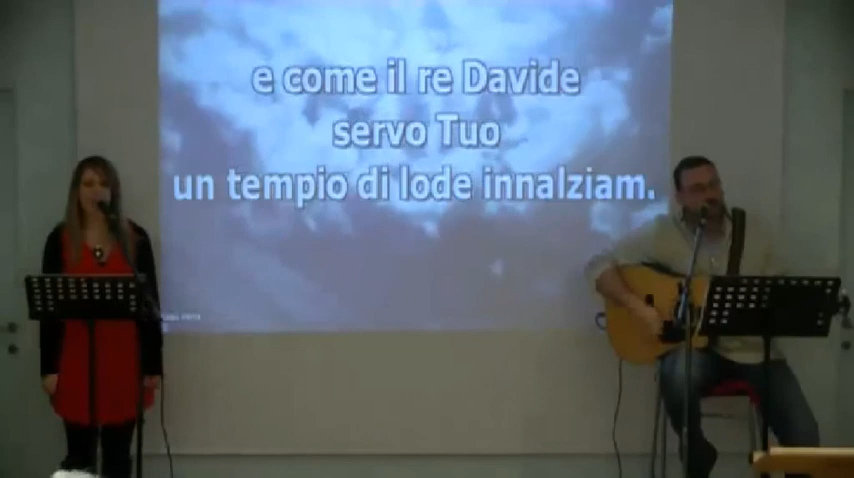 e come il re Davide
servo Tuo
un tempio di lode innalziam.